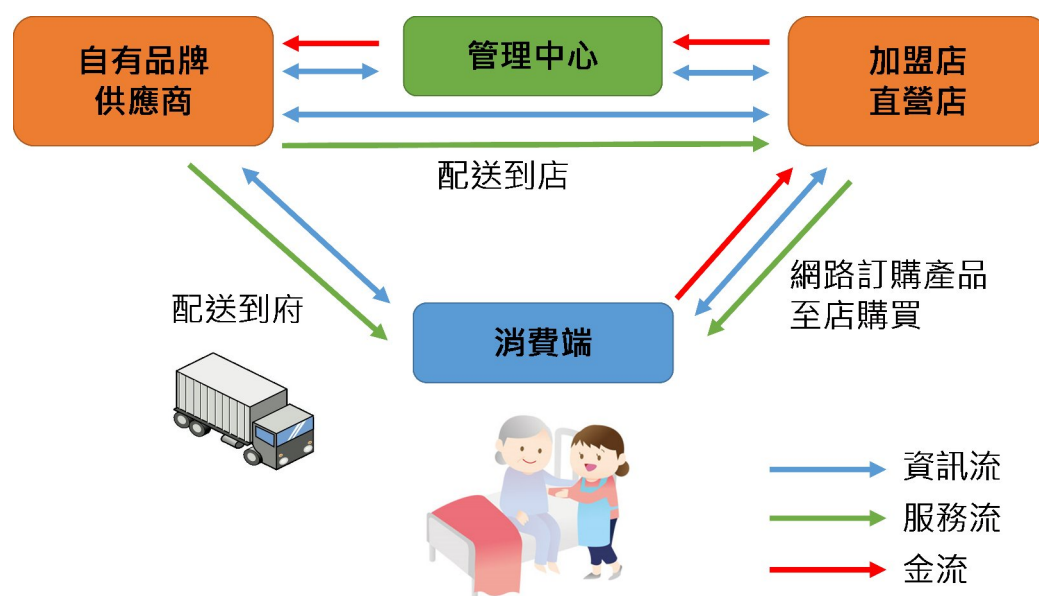 自有品牌
供應商
管理中心
加盟店
直營店
配送到店
配送到府
網路訂購產品
至店購買
消費端
資訊流
服務流
金流